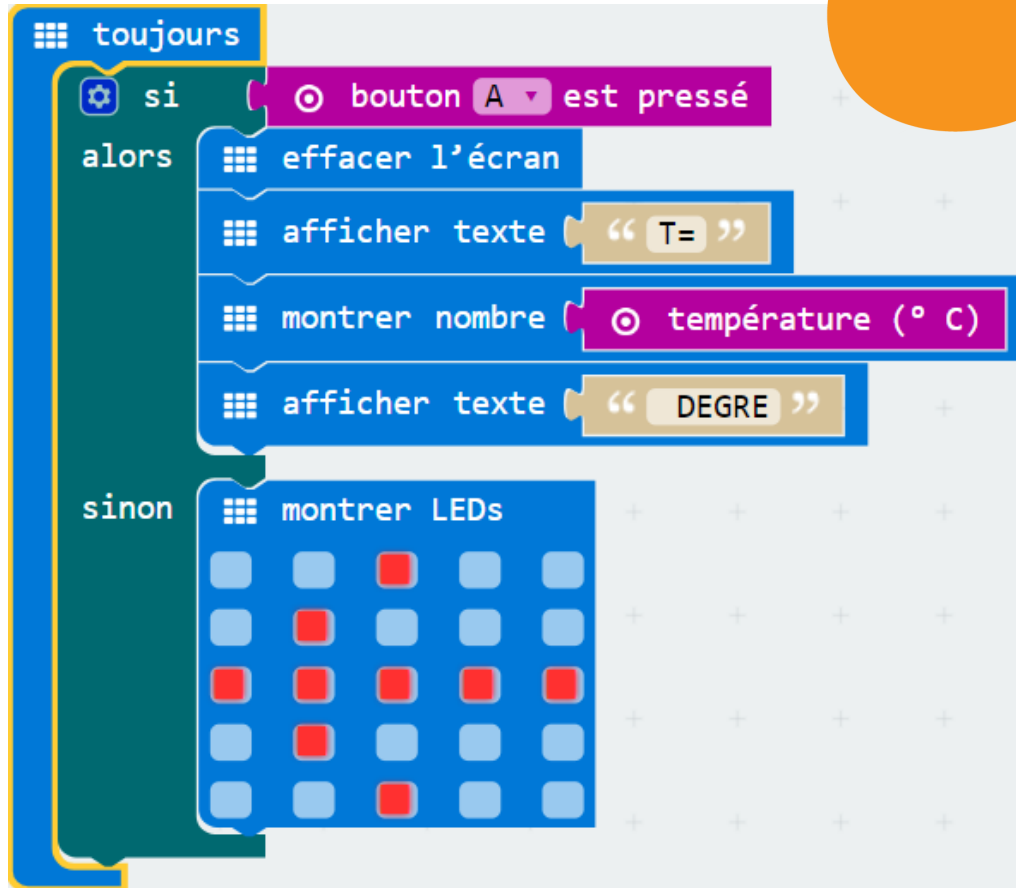 toujours
si bouton A est pressé
alors effacer l’écran
afficher texte “ T= ”
montrer nombre température (° C)
afficher texte “ DEGRE ”
sinon montrer LEDs